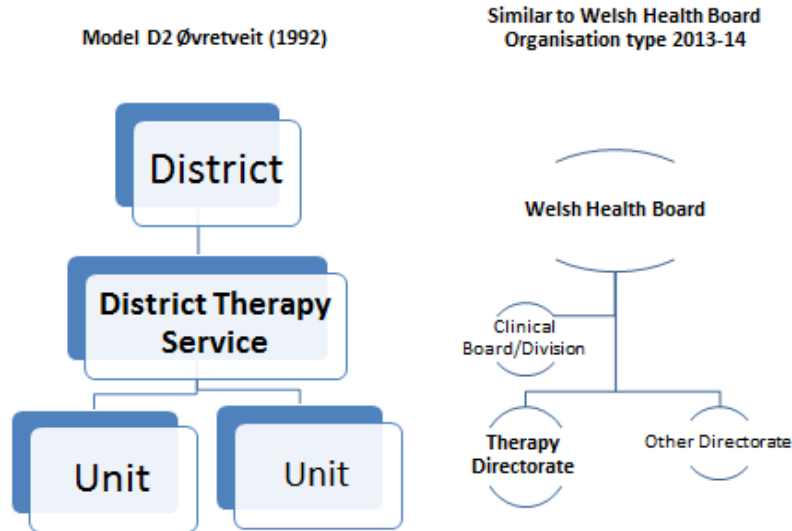 Model D2 Øvretveit (1992)
District
District Therapy
Service
Unit
Unit
Similar to Welsh Health Board
Organisation type 2013-14
Welsh Health Board
Clinical
Board/Division
Therapy
Directorate
Other Directorate